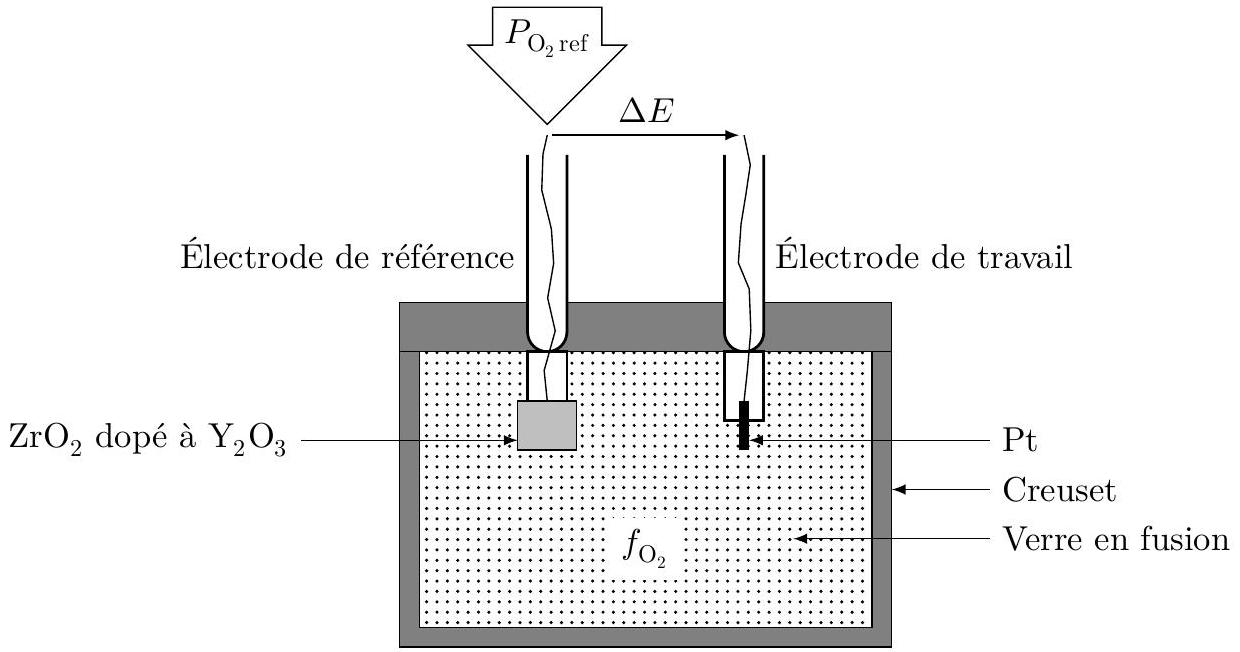 P_{O_2 ref}
ΔE
Électrode de référence
Électrode de travail
ZrO₂ dopé à Y₂O₃
Pt
Creuset
f_{O_2}
Verre en fusion